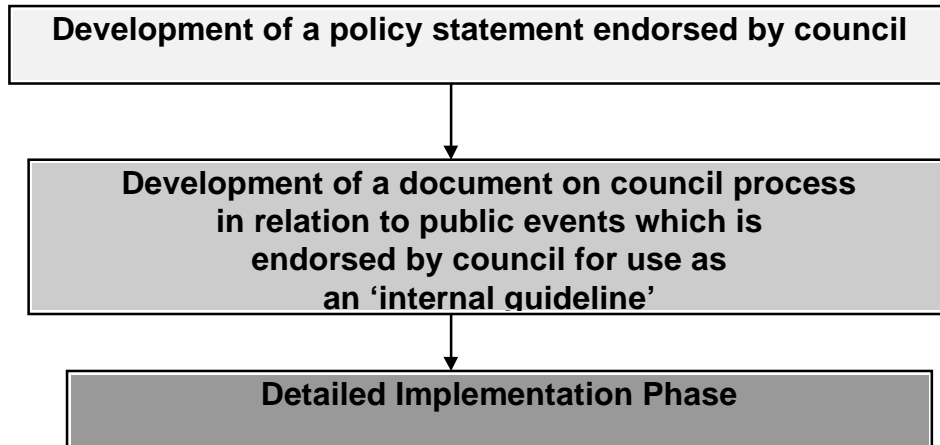 Development of a policy statement endorsed by council
Development of a document on council process
in relation to public events which is
endorsed by council for use as
an ‘internal guideline’
Detailed Implementation Phase